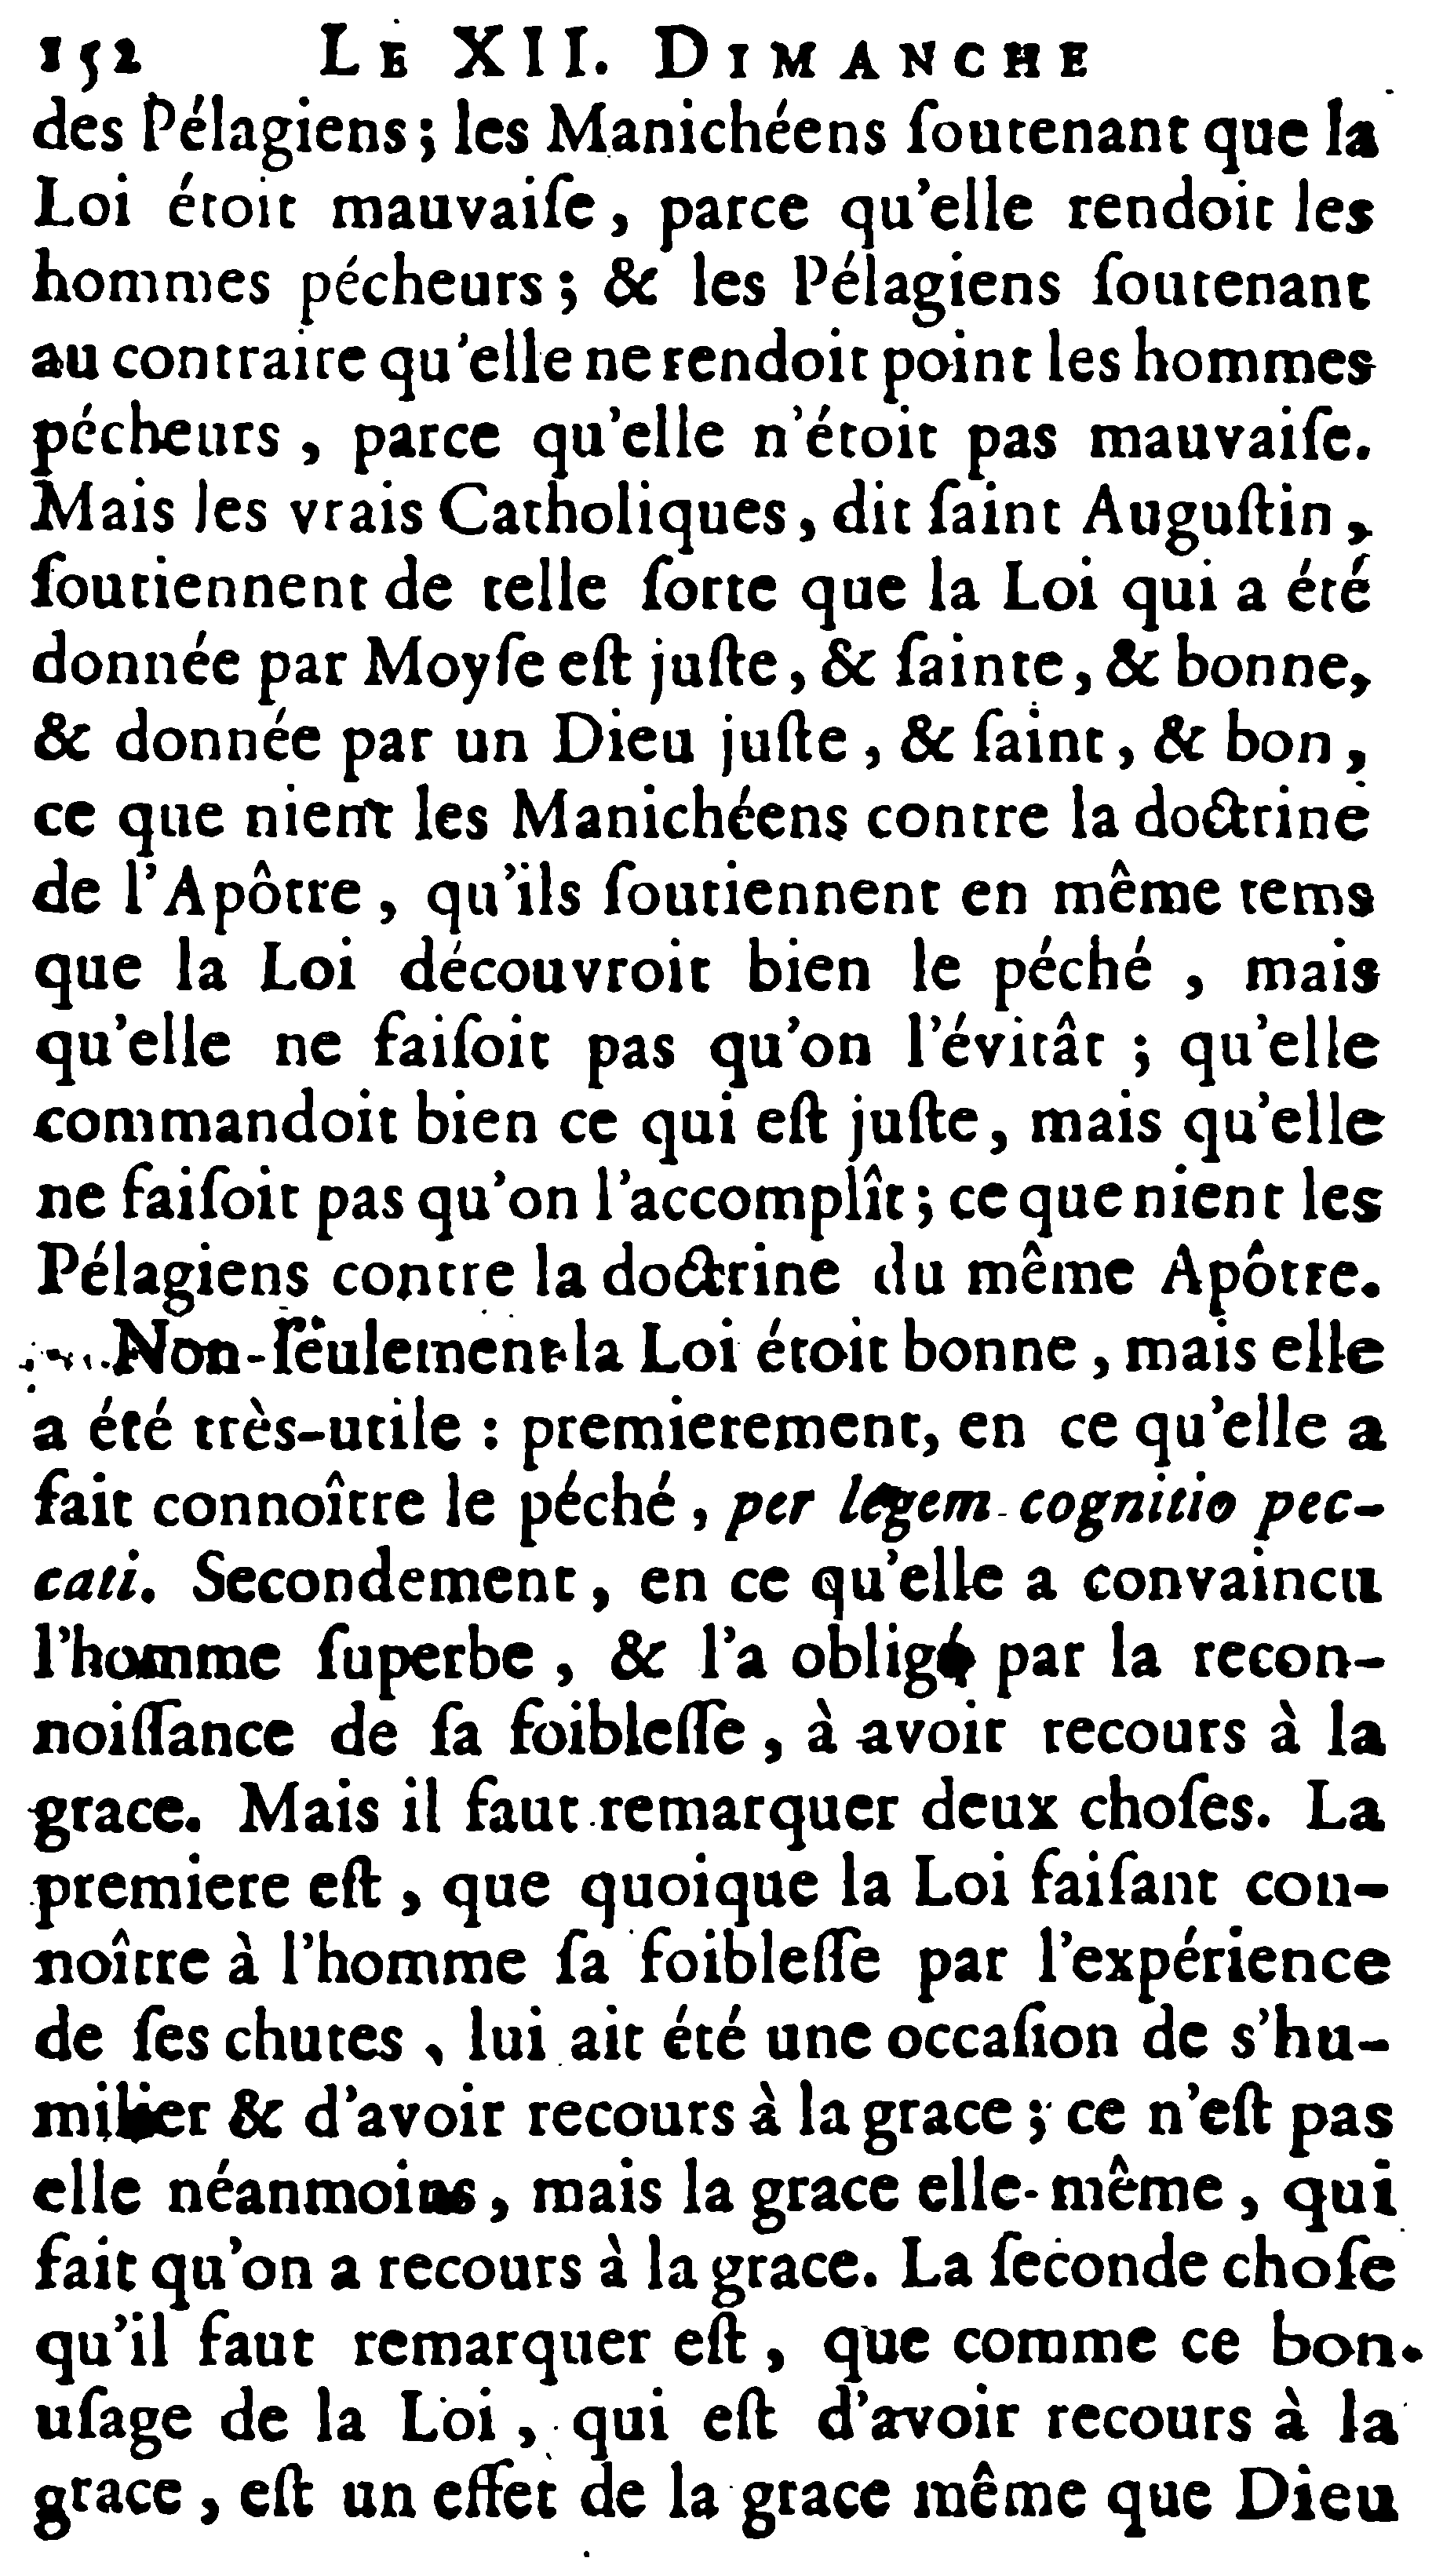 152 LE XII. DIMANCHE
des Pélagiens; les Manichéens ſoutenant que la
Loi étoit mauvaiſe, parce qu'elle rendoit les
hommes pécheurs; & les Pélagiens ſoutenant
au contraire qu'elle ne rendoit point les hommes
pécheurs, parce qu'elle n'étoit pas mauvaiſe.
Mais les vrais Catholiques, dit ſaint Auguſtin,
ſoutiennent de telle ſorte que la Loi qui a été
donnée par Moyſe eſt juſte, & ſainte, & bonne,
& donnée par un Dieu juſte, & ſaint, & bon,
ce que nient les Manichéens contre la doctrine
de l'Apôtre, qu'ils ſoutiennent en même tems
que la Loi découvroit bien le péché, mais
qu'elle ne faiſoit pas qu'on l'évitât; qu'elle
commandoit bien ce qui eſt juſte, mais qu'elle
ne faiſoit pas qu'on l'accomplît; ce que nient les
Pélagiens contre la doctrine du même Apôtre.
Non-ſeulement la Loi étoit bonne, mais elle
a été très-utile : premierement, en ce qu'elle a
fait connoître le péché, per legem cognitio pec-
cati. Secondement, en ce qu'elle a convaincu
l'homme ſuperbe, & l'a obligé par la recon-
noiſſance de ſa foibleſſe, à avoir recours à la
grace. Mais il faut remarquer deux choſes. La
premiere eſt, que quoique la Loi faiſant con-
noître à l'homme ſa foibleſſe par l'expérience
de ſes chutes, lui ait été une occaſion de s'hu-
milier & d'avoir recours à la grace; ce n'eſt pas
elle néanmoins, mais la grace elle-même, qui
fait qu'on a recours à la grace. La ſeconde choſe
qu'il faut remarquer eſt, que comme ce bon
uſage de la Loi, qui eſt d'avoir recours à la
grace, eſt un effet de la grace même que Dieu